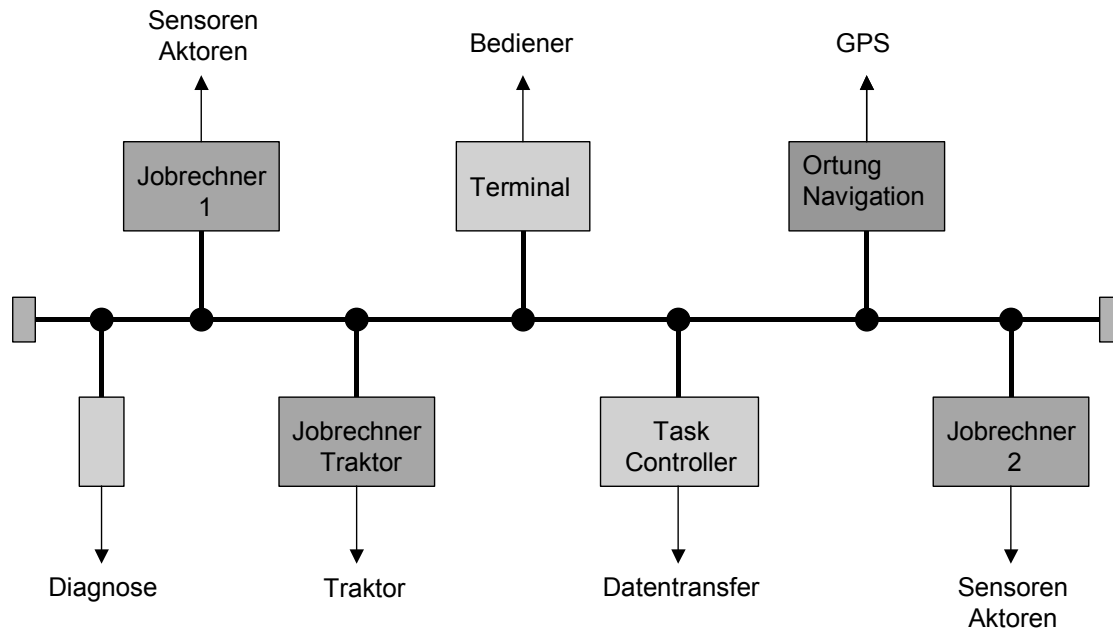 Sensoren
Aktoren
Bediener
GPS
Jobrechner
1
Terminal
Ortung
Navigation
Jobrechner
Traktor
Task
Controller
Jobrechner
2
Diagnose
Traktor
Datentransfer
Sensoren
Aktoren